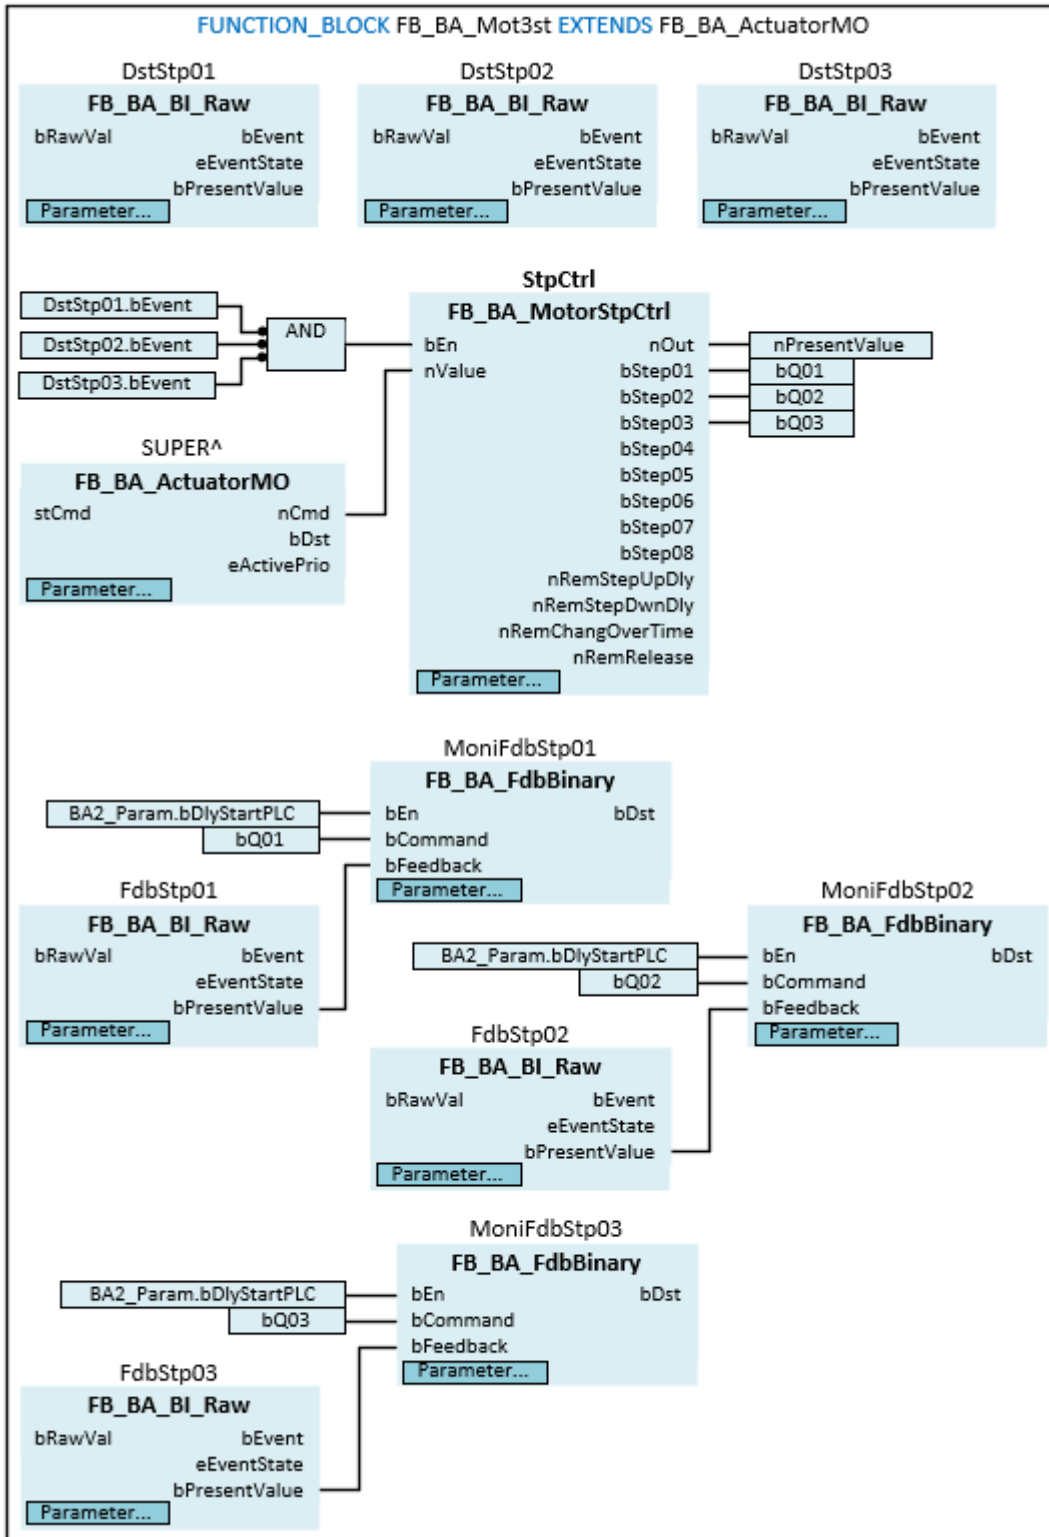 FUNCTION_BLOCK FB_BA_Mot3st EXTENDS FB_BA_ActuatorMO
DstStp01
FB_BA_BI_Raw
bRawVal bEvent
eEventState
bPresentValue
Parameter...
DstStp02
FB_BA_BI_Raw
bRawVal bEvent
eEventState
bPresentValue
Parameter...
DstStp03
FB_BA_BI_Raw
bRawVal bEvent
eEventState
bPresentValue
Parameter...
DstStp01.bEvent
DstStp02.bEvent
DstStp03.bEvent
AND
StpCtrl
FB_BA_MotorStpCtrl
bEn nOut
nValue bStep01
bStep02
bStep03
bStep04
bStep05
bStep06
bStep07
bStep08
nRemStepUpDly
nRemStepDwnDly
nRemChangOverTime
nRemRelease
Parameter...
nPresentValue
bQ01
bQ02
bQ03
SUPER^
FB_BA_ActuatorMO
stCmd nCmd
bDst
eActivePrio
Parameter...
MoniFdbStp01
FB_BA_FdbBinary
bEn bDst
bCommand
bFeedback
Parameter...
BA2_Param.bDlyStartPLC
bQ01
FdbStp01
FB_BA_BI_Raw
bRawVal bEvent
eEventState
bPresentValue
Parameter...
MoniFdbStp02
FB_BA_FdbBinary
bEn bDst
bCommand
bFeedback
Parameter...
BA2_Param.bDlyStartPLC
bQ02
FdbStp02
FB_BA_BI_Raw
bRawVal bEvent
eEventState
bPresentValue
Parameter...
MoniFdbStp03
FB_BA_FdbBinary
bEn bDst
bCommand
bFeedback
Parameter...
BA2_Param.bDlyStartPLC
bQ03
FdbStp03
FB_BA_BI_Raw
bRawVal bEvent
eEventState
bPresentValue
Parameter...